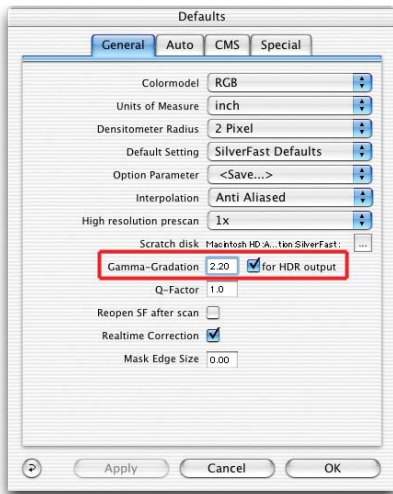 Defaults
General Auto CMS Special
Colormodel RGB
Units of Measure inch
Densitometer Radius 2 Pixel
Default Setting SilverFast Defaults
Option Parameter <Save...>
Interpolation Anti Aliased
High resolution prescan 1x
Scratch disk Macintosh HD:A...tion:SilverFast: ...
Gamma-Gradation 2.20 for HDR output
Q-Factor 1.0
Reopen SF after scan
Realtime Correction
Mask Edge Size 0.00
Apply Cancel OK